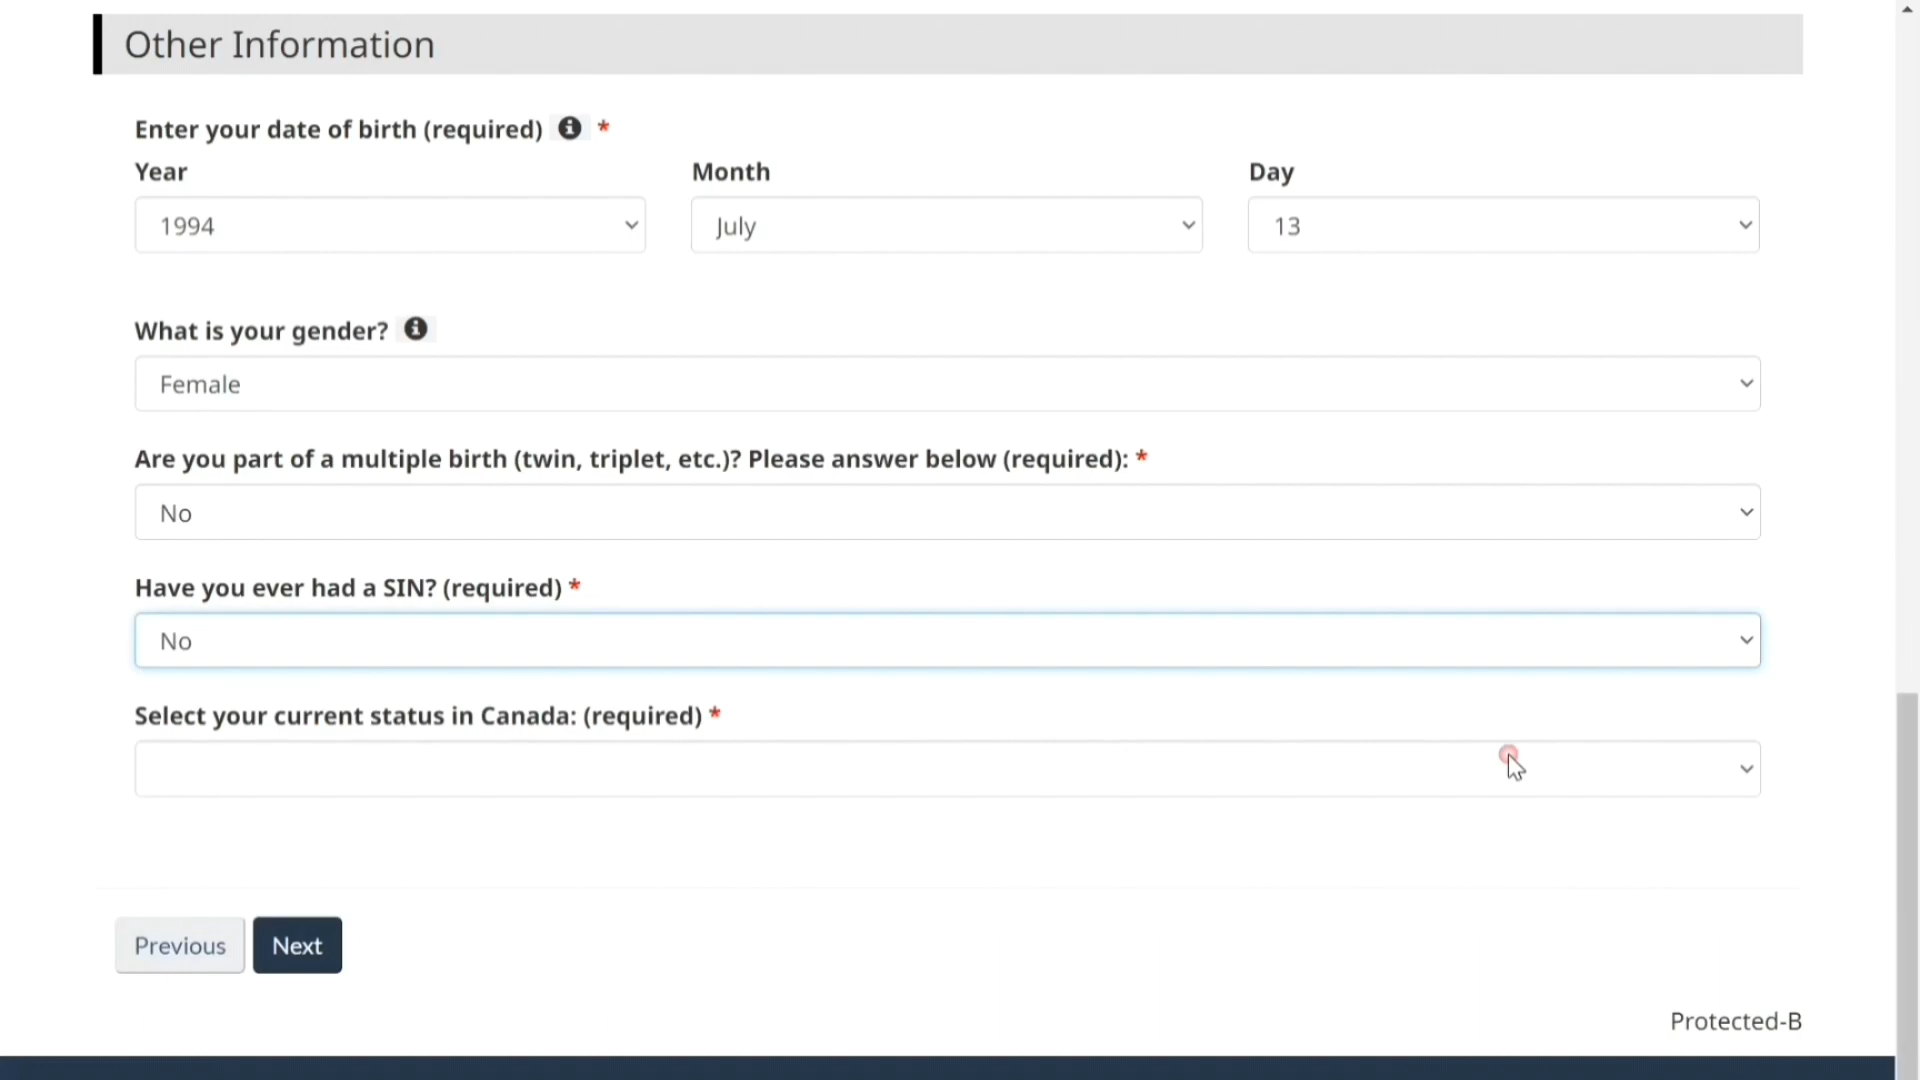 Other Information
Enter your date of birth (required) *
Year Month Day
1994 July 13
What is your gender?
Female
Are you part of a multiple birth (twin, triplet, etc.)? Please answer below (required): *
No
Have you ever had a SIN? (required) *
No
Select your current status in Canada: (required) *
Previous Next
Protected-B